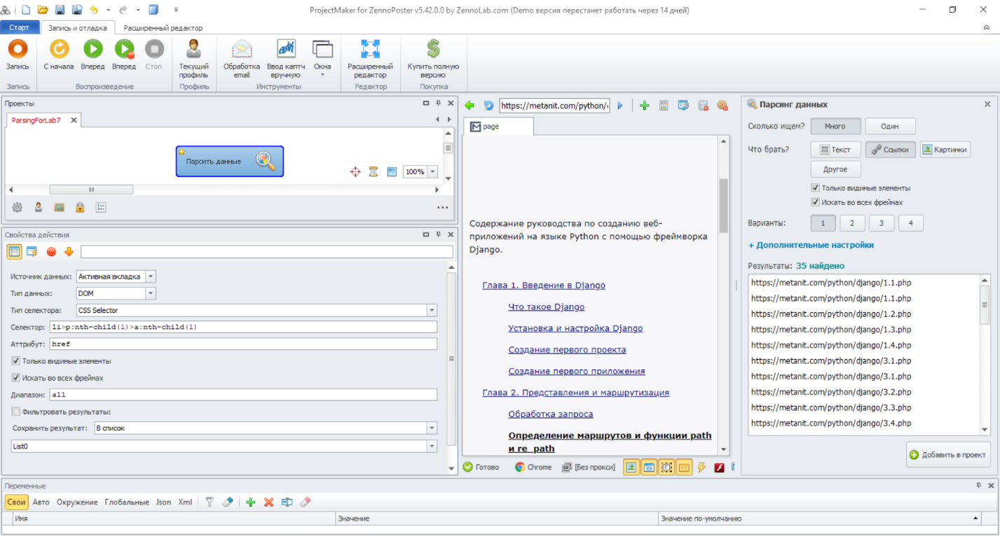 ProjectMaker for ZennoPoster v5.42.0.0 by ZennoLab.com (Demo версия перестанет работать через 14 дней)
Старт Запись и отладка Расширенный редактор
Запись С начала Вперед Вперед Стоп Текущий профиль Обработка email Ввод каптч вручную Окна Расширенный редактор Купить полную версию
Запись Воспроизведение Профиль Инструменты Редактор Покупка
Проекты
ParsingForLab7
Парсить данные
100%
Свойства действия
Источник данных: Активная вкладка
Тип данных: DOM
Тип селектора: CSS Selector
Селектор: li>p:nth-child(1)>a:nth-child(1)
Аттрибут: href
Только видимые элементы
Искать во всех фреймах
Диапазон: all
Фильтровать результаты:
Сохранить результат: В список
List0
https://metanit.com/python/
page
Содержание руководства по созданию веб-
приложений на языке Python с помощью фреймворка
Django.
Глава 1. Введение в Django
Что такое Django
Установка и настройка Django
Создание первого проекта
Создание первого приложения
Глава 2. Представления и маршрутизация
Обработка запроса
Определение маршрутов и функции path
и re_path
Готово Chrome [Без прокси]
Парсинг данных
Сколько ищем? Много Один
Что брать? Текст Ссылки Картинки
Другое
Только видимые элементы
Искать во всех фреймах
Варианты: 1 2 3 4
+ Дополнительные настройки
Результаты: 35 найдено
https://metanit.com/python/django/1.1.php
https://metanit.com/python/django/1.1.php
https://metanit.com/python/django/1.2.php
https://metanit.com/python/django/1.3.php
https://metanit.com/python/django/1.4.php
https://metanit.com/python/django/3.1.php
https://metanit.com/python/django/3.1.php
https://metanit.com/python/django/3.2.php
https://metanit.com/python/django/3.3.php
https://metanit.com/python/django/3.4.php
Добавить в проект
Переменные
Свои Авто Окружение Глобальные Json Xml
Имя Значение Значение по-умолчанию